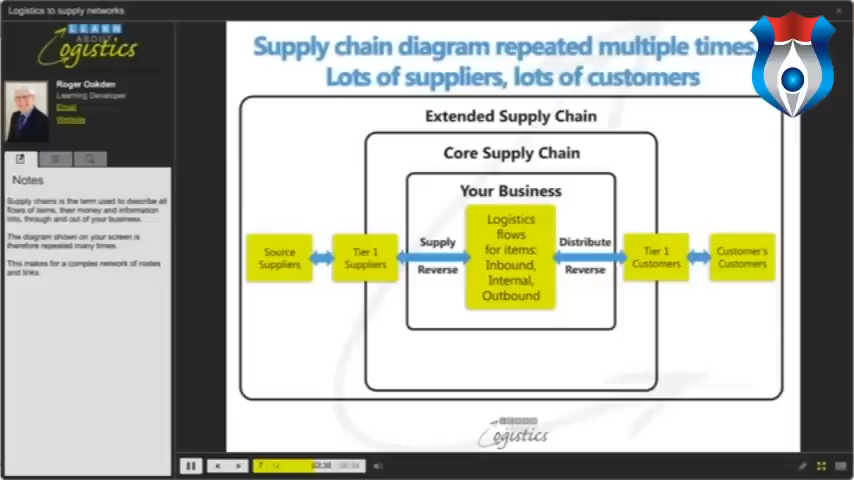 Logistics to supply networks
LEARN
ABOUT
Logistics
Roger Oakden
Learning Developer
Email
Website
Notes
Supply chains is the term used to describe all
flows of items, their money and information
into, through and out of your business.
The diagram shown on your screen is
therefore repeated many times.
This makes for a complex network of nodes
and links.
Supply chain diagram repeated multiple times.
Lots of suppliers, lots of customers
Extended Supply Chain
Core Supply Chain
Your Business
Source
Suppliers
Tier 1
Suppliers
Supply
Reverse
Logistics
flows
for items:
Inbound,
Internal,
Outbound
Distribute
Reverse
Tier 1
Customers
Customer's
Customers
Logistics
7